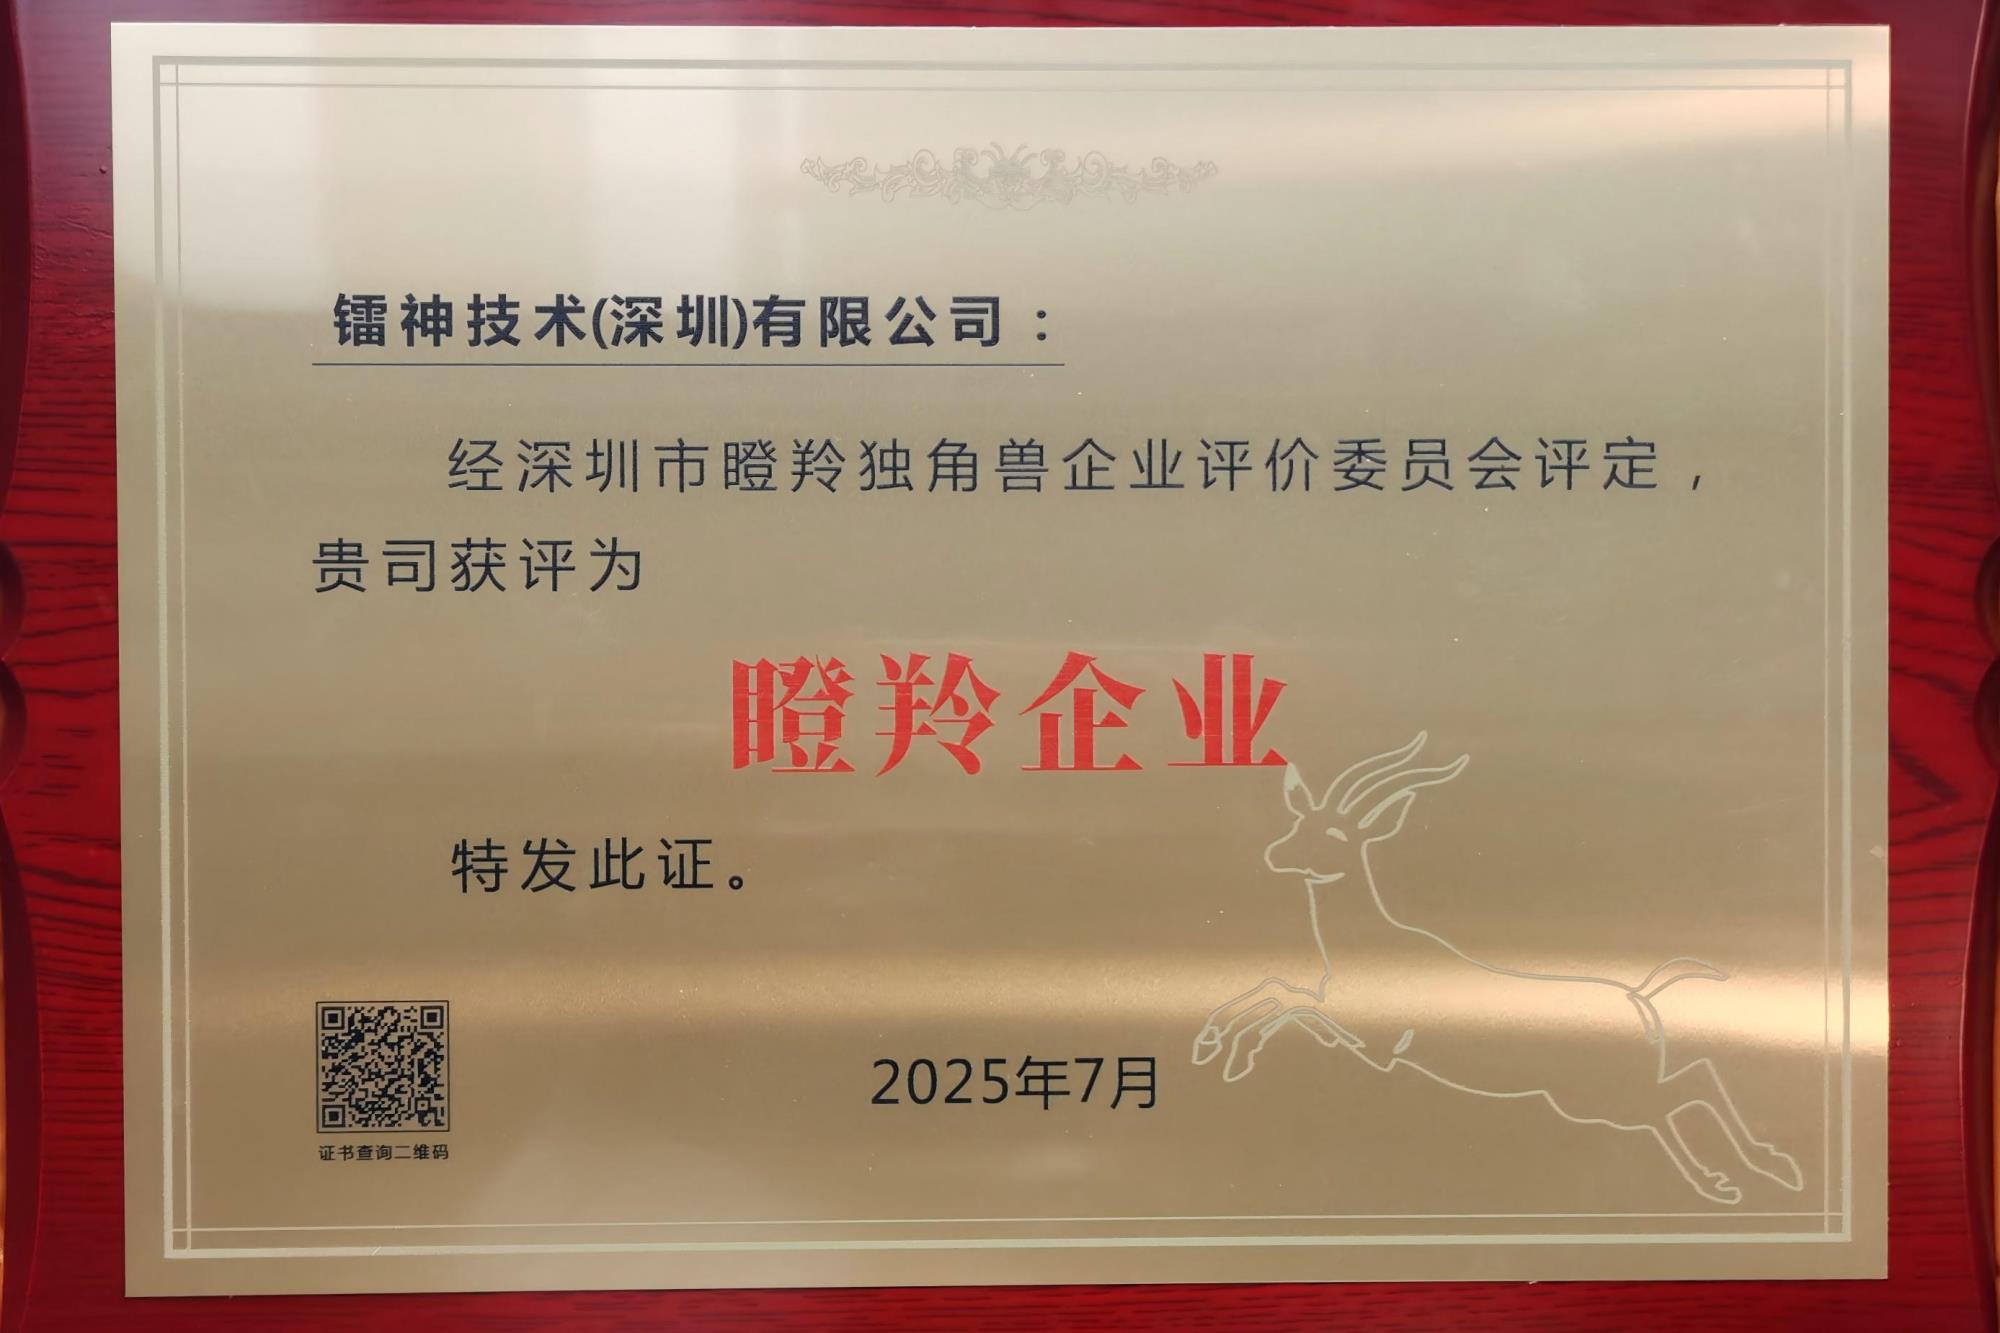 镭神技术(深圳)有限公司：
经深圳市瞪羚独角兽企业评价委员会评定，
贵司获评为
瞪羚企业
特发此证。
2025年7月
证书查询二维码